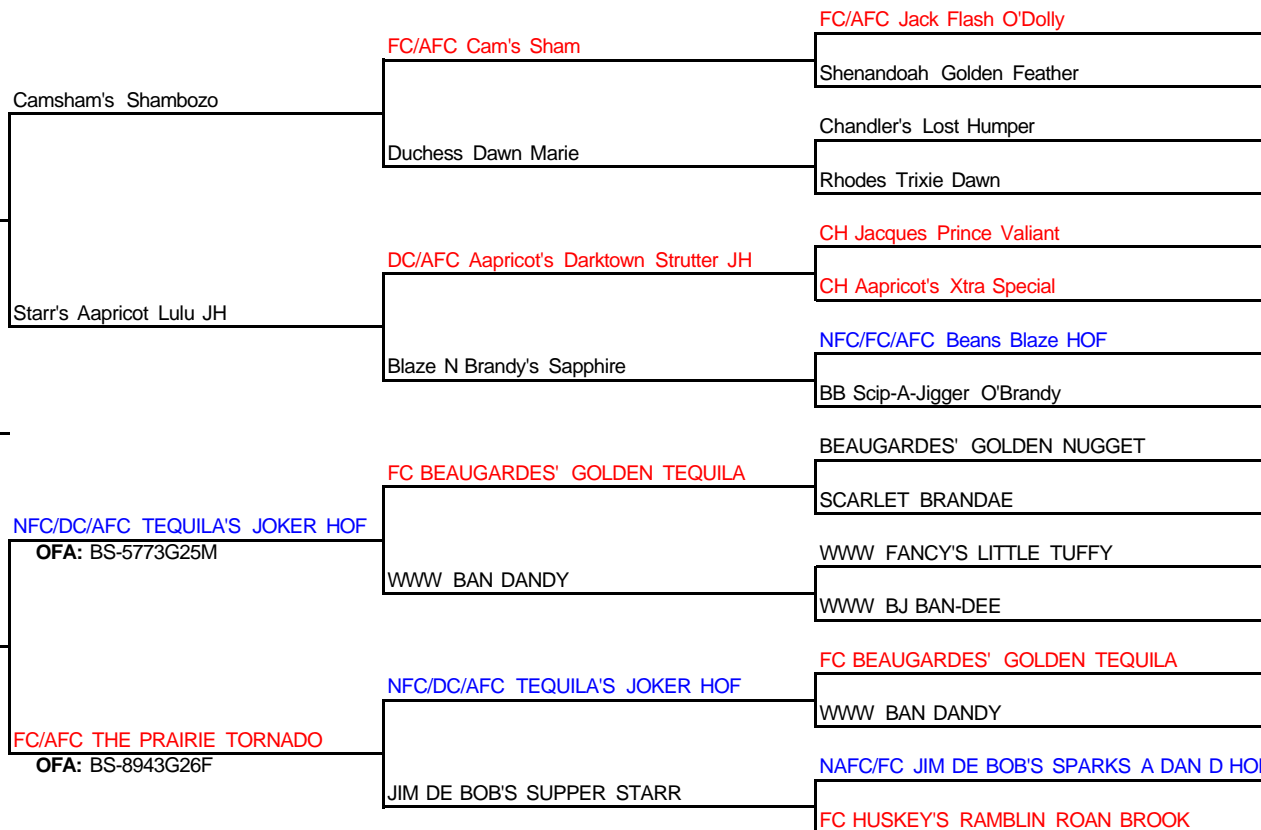 FC/AFC Jack Flash O'Dolly
FC/AFC Cam's Sham
Shenandoah Golden Feather
Camsham's Shambozo
Chandler's Lost Humper
Duchess Dawn Marie
Rhodes Trixie Dawn
CH Jacques Prince Valiant
DC/AFC Aapricot's Darktown Strutter JH
CH Aapricot's Xtra Special
Starr's Aapricot Lulu JH
NFC/FC/AFC Beans Blaze HOF
Blaze N Brandy's Sapphire
BB Scip-A-Jigger O'Brandy
BEAUGARDES' GOLDEN NUGGET
FC BEAUGARDES' GOLDEN TEQUILA
SCARLET BRANDAE
NFC/DC/AFC TEQUILA'S JOKER HOF
OFA: BS-5773G25M
WWW FANCY'S LITTLE TUFFY
WWW BAN DANDY
WWW BJ BAN-DEE
FC BEAUGARDES' GOLDEN TEQUILA
NFC/DC/AFC TEQUILA'S JOKER HOF
WWW BAN DANDY
FC/AFC THE PRAIRIE TORNADO
OFA: BS-8943G26F
NAFC/FC JIM DE BOB'S SPARKS A DAN D
JIM DE BOB'S SUPPER STARR
FC HUSKEY'S RAMBLIN ROAN BROOK